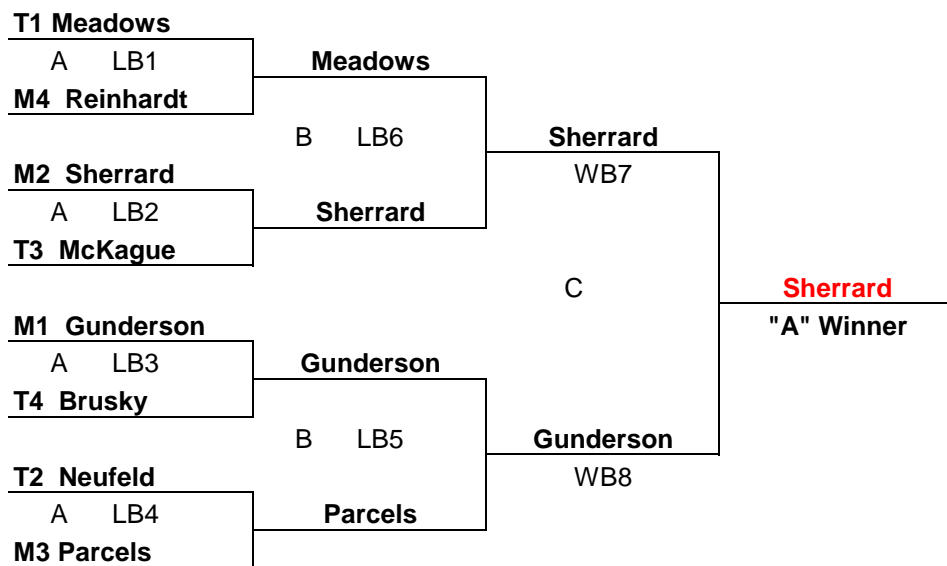 T1 Meadows
A LB1
Meadows
M4 Reinhardt
B LB6
Sherrard
M2 Sherrard
WB7
A LB2
Sherrard
T3 McKague
C
Sherrard
M1 Gunderson
"A" Winner
A LB3
Gunderson
T4 Brusky
B LB5
Gunderson
T2 Neufeld
WB8
A LB4
Parcels
M3 Parcels